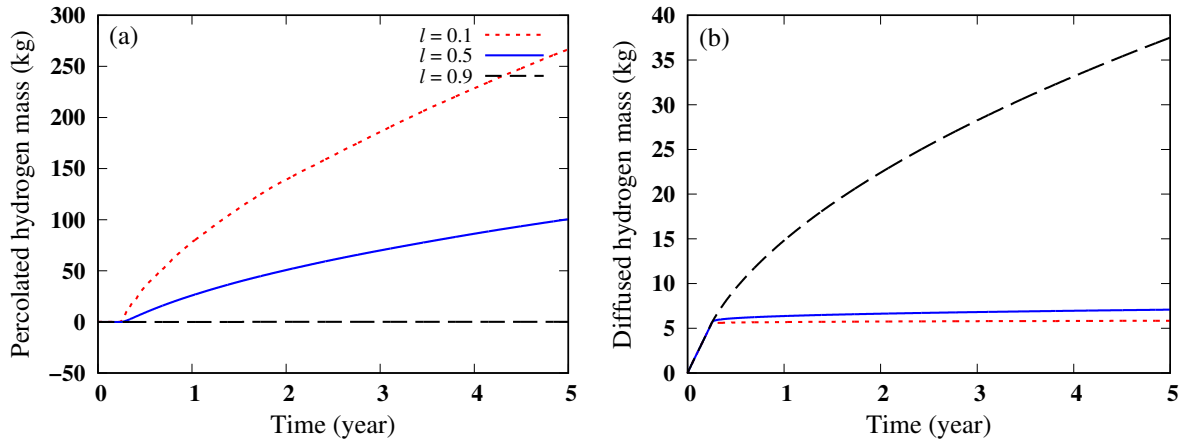 (a)
l = 0.1
l = 0.5
l = 0.9
Percolated hydrogen mass (kg)
300
250
200
150
100
50
0
−50
0 1 2 3 4 5
Time (year)
(b)
Diffused hydrogen mass (kg)
40
35
30
25
20
15
10
5
0
0 1 2 3 4 5
Time (year)